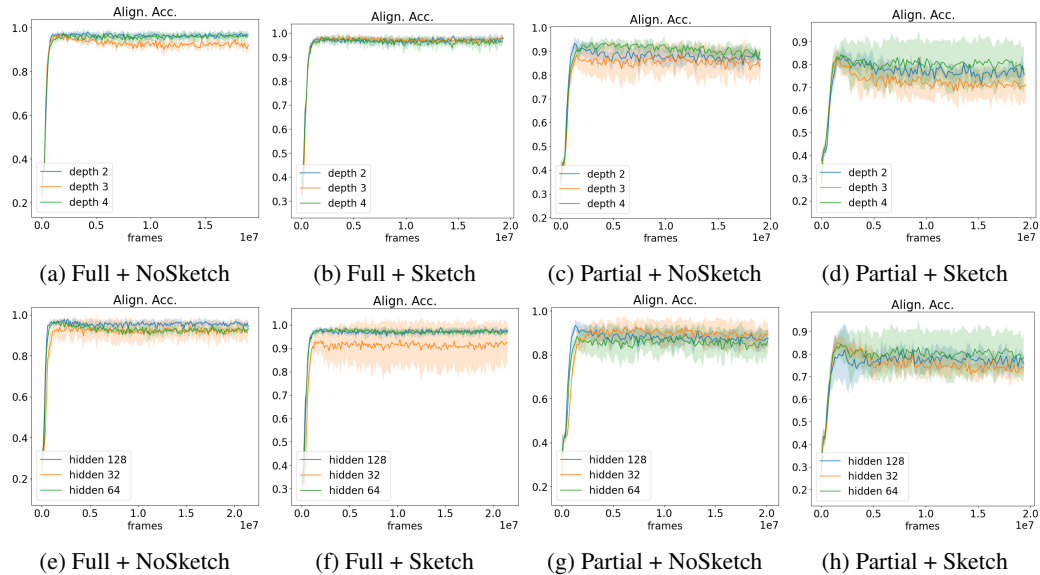 Align. Acc.
1.0
0.8
0.6
0.4
0.2
depth 2
depth 3
depth 4
0.0 0.5 1.0 1.5 2.0
frames 1e7
(a) Full + NoSketch
Align. Acc.
1.0
0.9
0.8
0.7
0.6
0.5
0.4
0.3
depth 2
depth 3
depth 4
0.0 0.5 1.0 1.5 2.0
frames 1e7
(b) Full + Sketch
Align. Acc.
1.0
0.9
0.8
0.7
0.6
0.5
0.4
0.3
0.2
depth 2
depth 3
depth 4
0.0 0.5 1.0 1.5 2.0
frames 1e7
(c) Partial + NoSketch
Align. Acc.
0.9
0.8
0.7
0.6
0.5
0.4
0.3
0.2
depth 2
depth 3
depth 4
0.0 0.5 1.0 1.5 2.0
frames 1e7
(d) Partial + Sketch
Align. Acc.
1.0
0.8
0.6
0.4
0.2
hidden 128
hidden 32
hidden 64
0.0 0.5 1.0 1.5 2.0
frames 1e7
(e) Full + NoSketch
Align. Acc.
1.0
0.9
0.8
0.7
0.6
0.5
0.4
0.3
hidden 128
hidden 32
hidden 64
0.0 0.5 1.0 1.5 2.0
frames 1e7
(f) Full + Sketch
Align. Acc.
1.0
0.8
0.6
0.4
0.2
hidden 128
hidden 32
hidden 64
0.0 0.5 1.0 1.5 2.0
frames 1e7
(g) Partial + NoSketch
Align. Acc.
0.9
0.8
0.7
0.6
0.5
0.4
0.3
0.2
hidden 128
hidden 32
hidden 64
0.0 0.5 1.0 1.5 2.0
frames 1e7
(h) Partial + Sketch